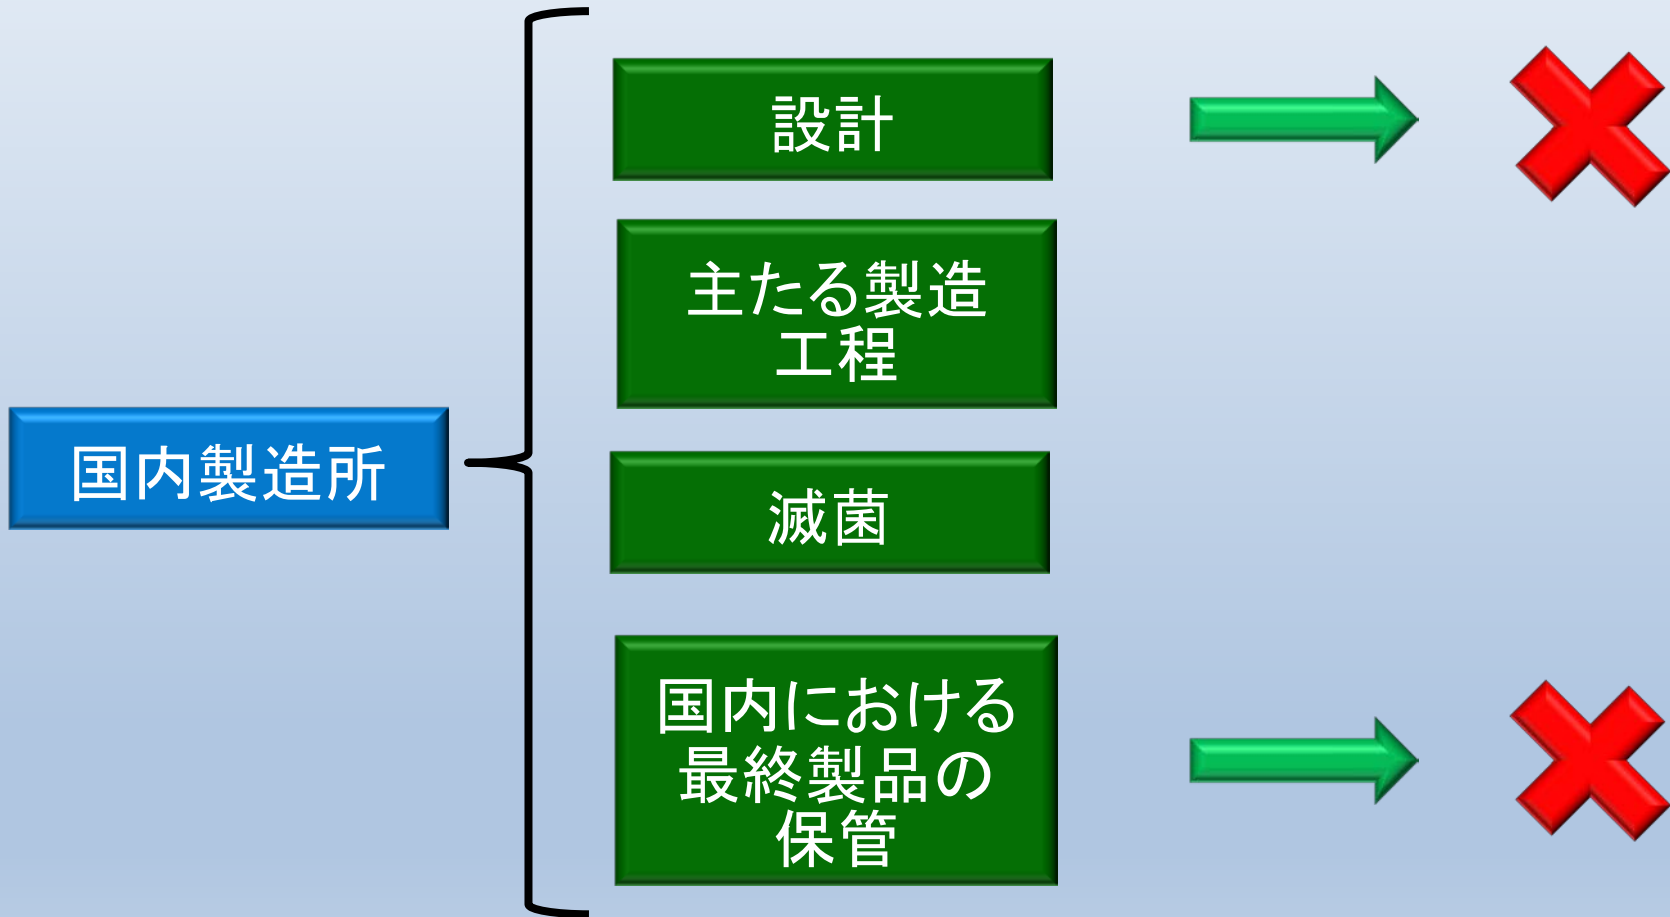 設計
主たる製造
工程
国内製造所
滅菌
国内における
最終製品の
保管